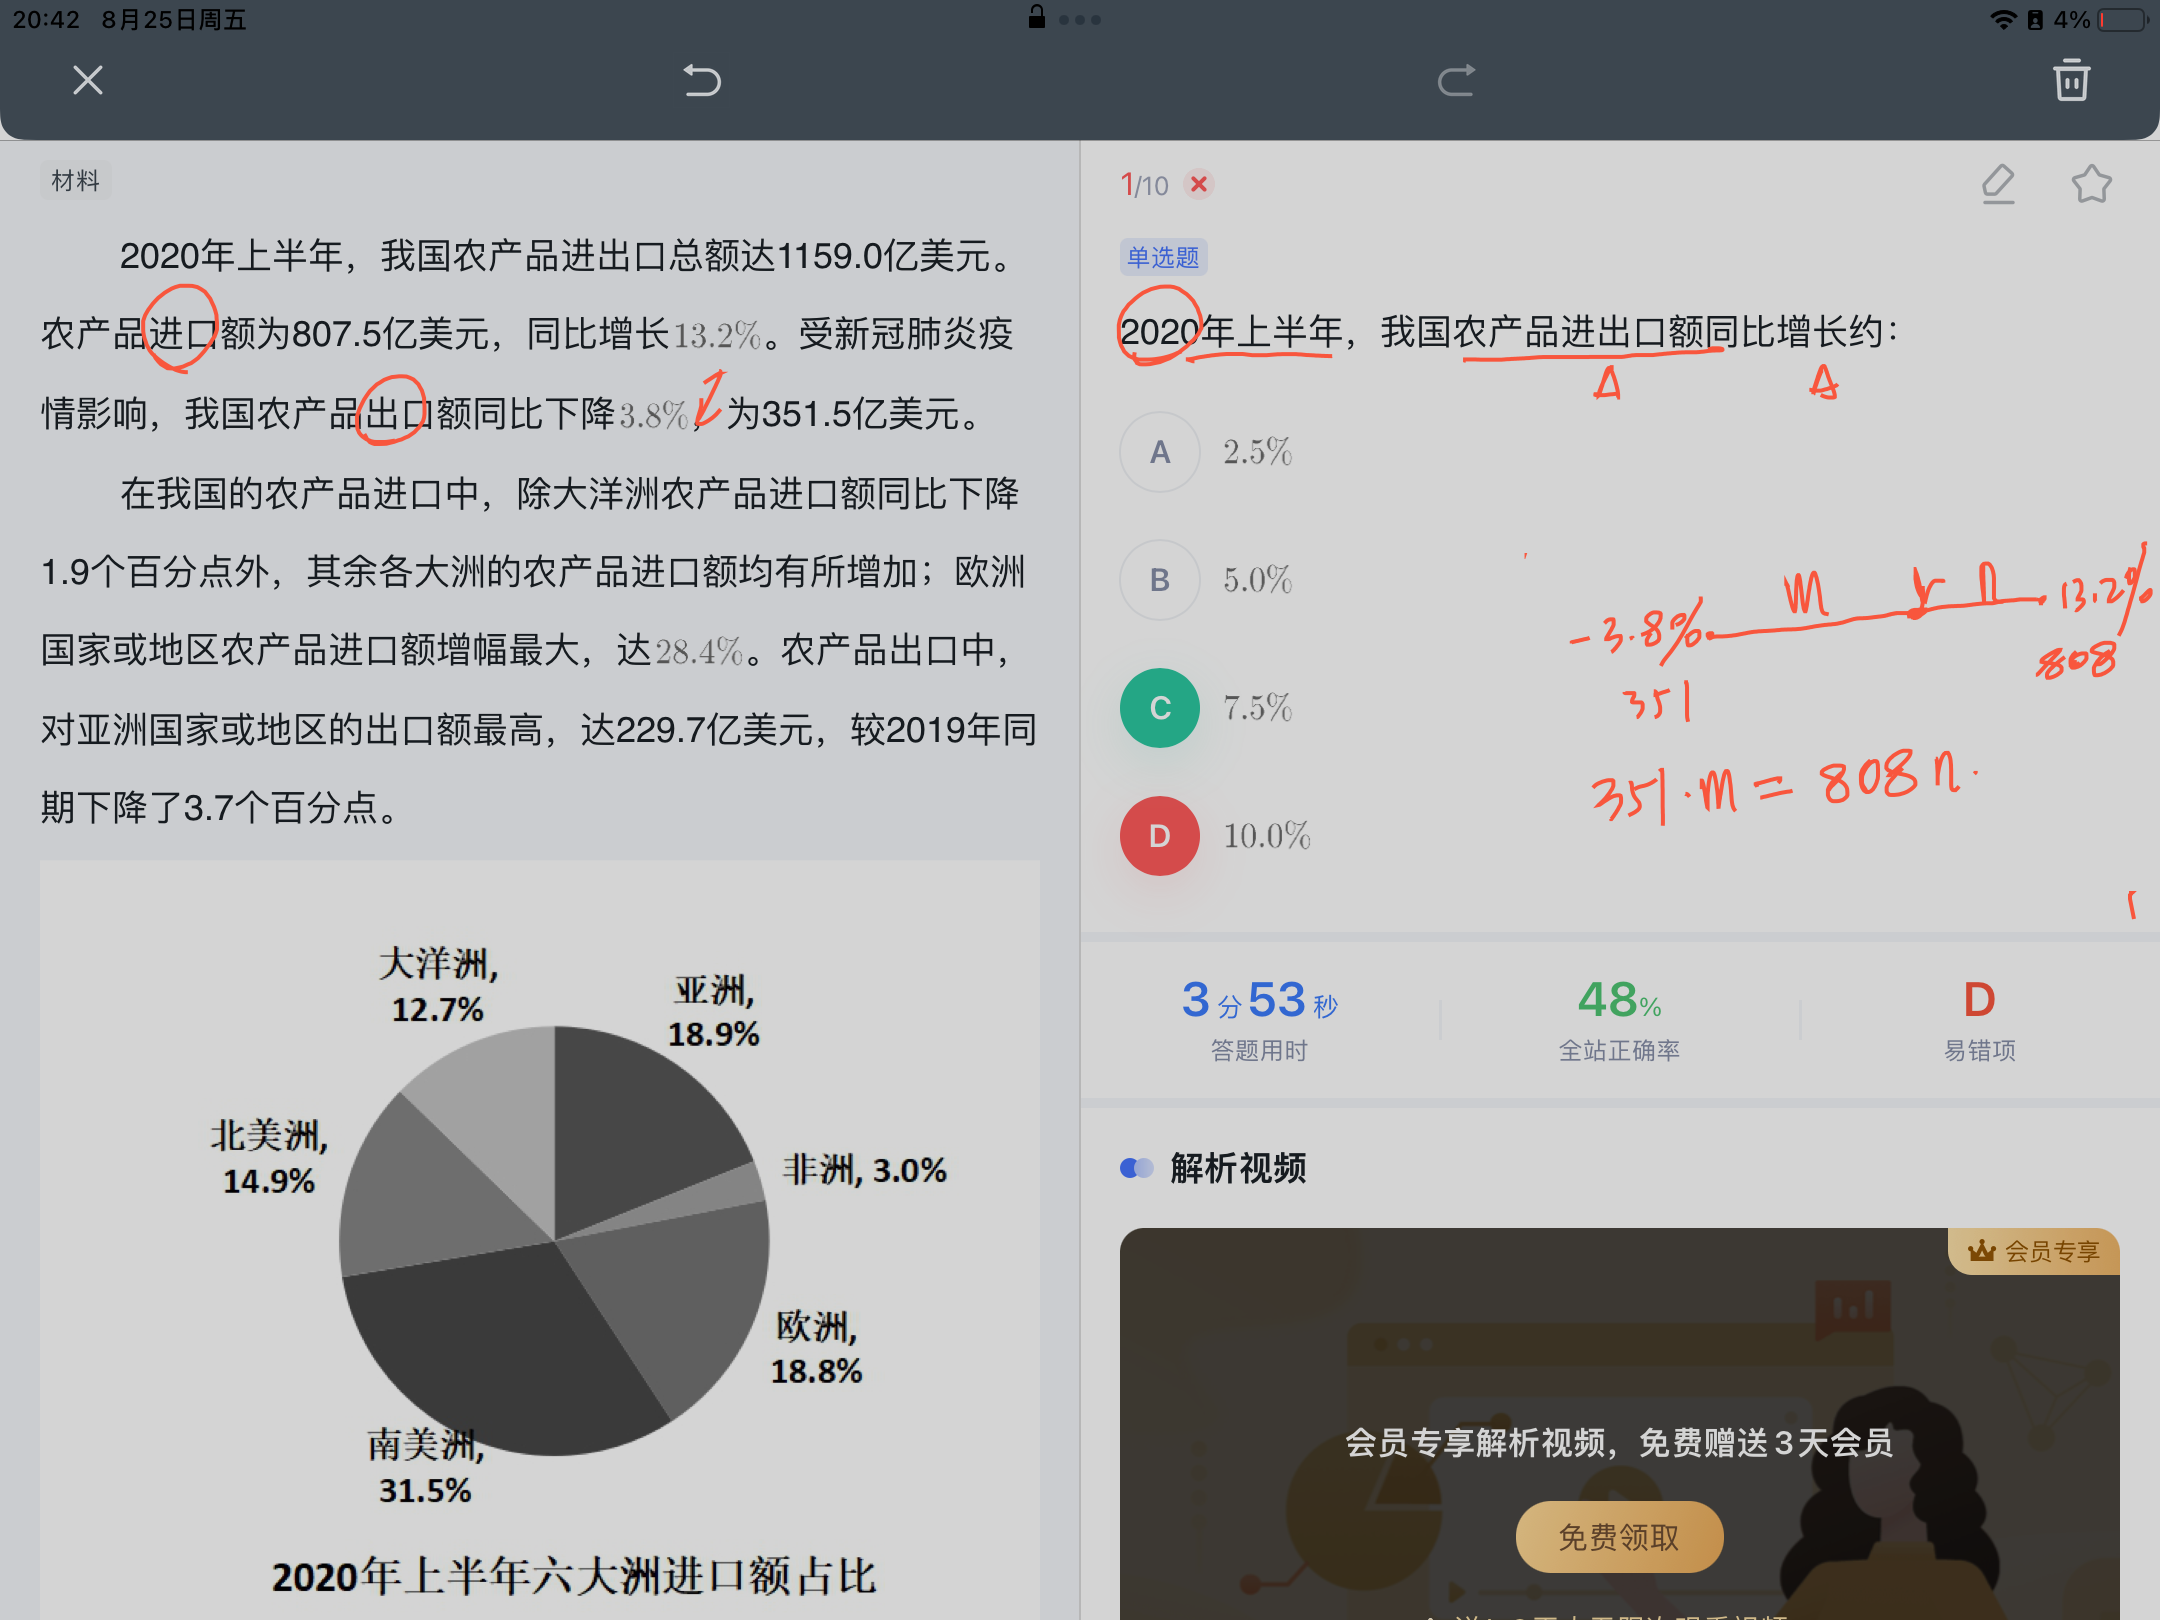 20:42 8月25日周五
4%
材料
2020年上半年，我国农产品进出口总额达1159.0亿美元。
农产品进口额为807.5亿美元，同比增长13.2%。受新冠肺炎疫
情影响，我国农产品出口额同比下降3.8%，为351.5亿美元。
在我国的农产品进口中，除大洋洲农产品进口额同比下降
1.9个百分点外，其余各大洲的农产品进口额均有所增加；欧洲
国家或地区农产品进口额增幅最大，达28.4%。农产品出口中，
对亚洲国家或地区的出口额最高，达229.7亿美元，较2019年同
期下降了3.7个百分点。
大洋洲,
12.7%
亚洲,
18.9%
北美洲,
14.9%
非洲, 3.0%
欧洲,
18.8%
南美洲,
31.5%
2020年上半年六大洲进口额占比
1/10
单选题
2020年上半年，我国农产品进出口额同比增长约：
A 2.5%
B 5.0%
C 7.5%
D 10.0%
-3.8% m r n 13.2%
351 808
351·m=808n
3分53秒
答题用时
48%
全站正确率
D
易错项
解析视频
会员专享
会员专享解析视频，免费赠送3天会员
免费领取